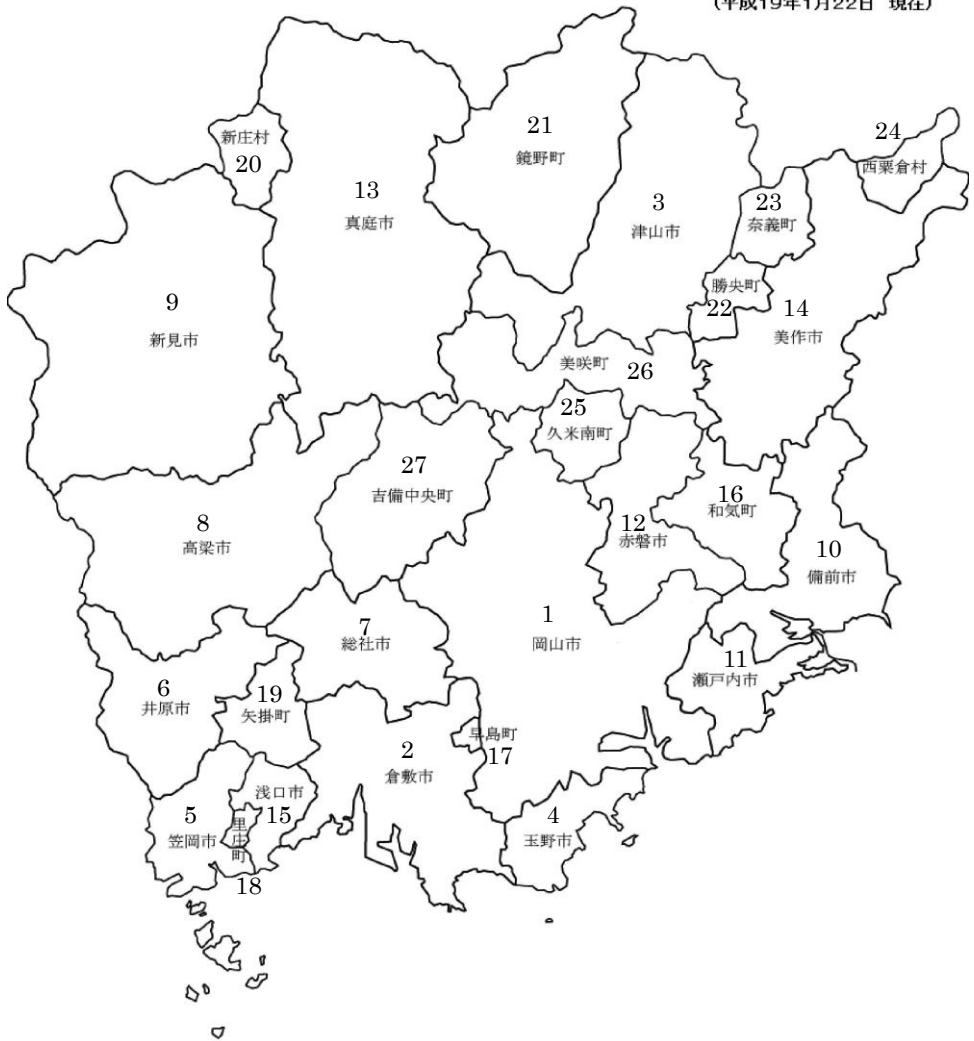 (平成19年1月22日 現在)
21
鏡野町
新庄村
20
24
西粟倉村
13
真庭市
3
津山市
23
奈義町
勝央町
22
14
美作市
9
新見市
美咲町
26
25
久米南町
27
吉備中央町
16
和気町
8
高梁市
12
赤磐市
10
備前市
7
総社市
1
岡山市
11
瀬戸内市
6
井原市
19
矢掛町
2
倉敷市
早島町
17
浅口市
15
5
笠岡市
里庄町
18
4
玉野市